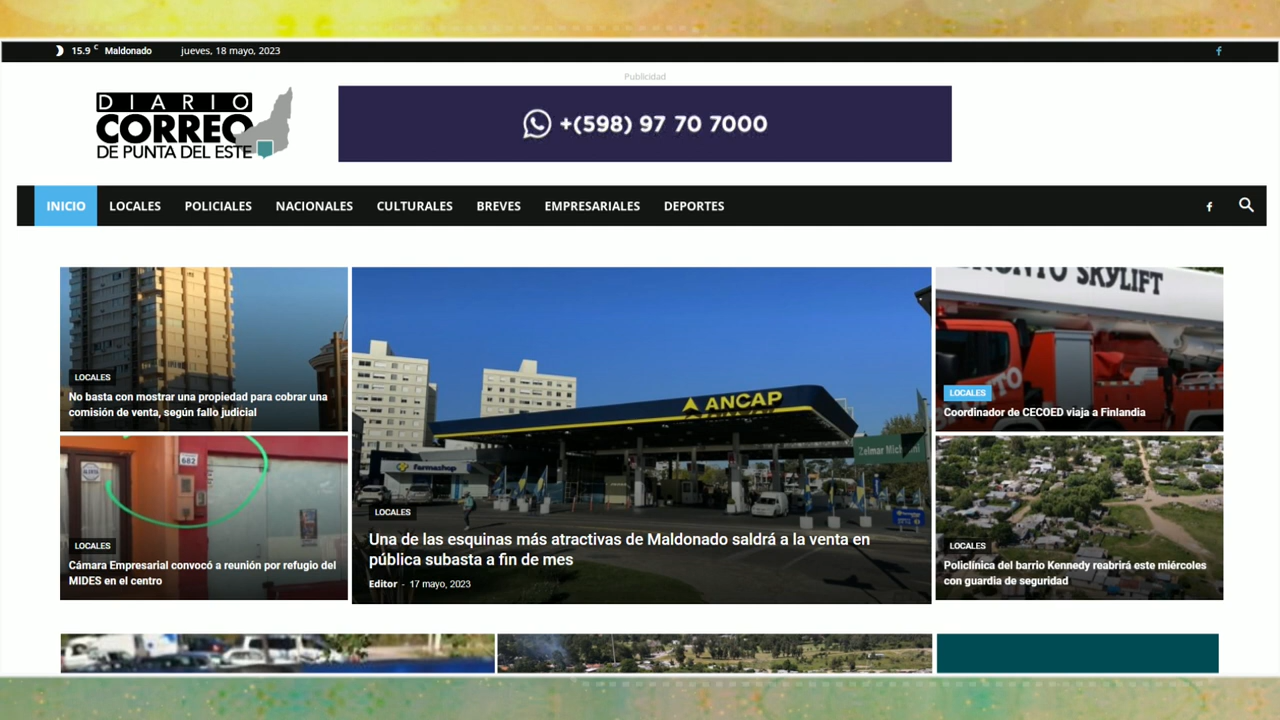 15.9 C Maldonado jueves, 18 mayo, 2023
Publicidad
DIARIO
CORREO
DE PUNTA DEL ESTE
+(598) 97 70 7000
INICIO LOCALES POLICIALES NACIONALES CULTURALES BREVES EMPRESARIALES DEPORTES
LOCALES
No basta con mostrar una propiedad para cobrar una
comisión de venta, según fallo judicial
682
LOCALES
Cámara Empresarial convocó a reunión por refugio del
MIDES en el centro
ANCAP
farmashop
LOCALES
Una de las esquinas más atractivas de Maldonado saldrá a la venta en
pública subasta a fin de mes
Editor - 17 mayo, 2023
SKYLIFT
LOCALES
Coordinador de CECOED viaja a Finlandia
LOCALES
Policlínica del barrio Kennedy reabrirá este miércoles
con guardia de seguridad